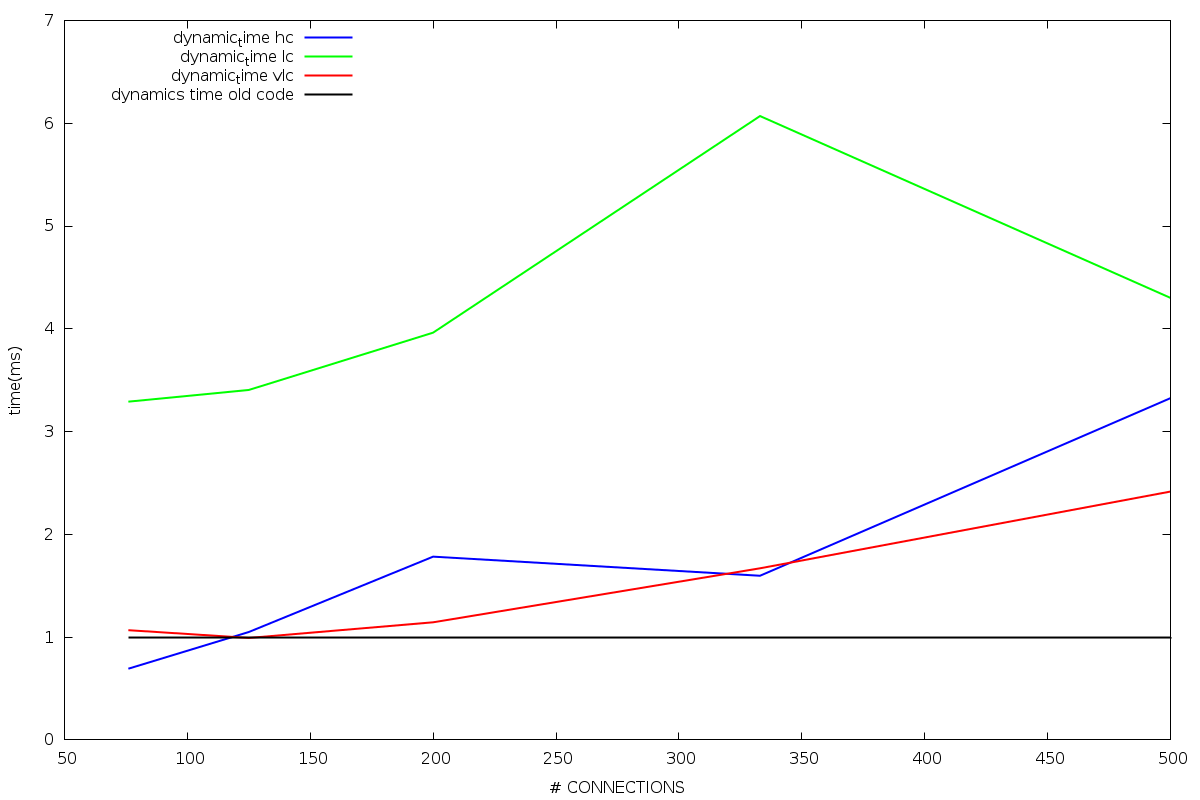 7
6
5
4
3
2
1
0
dynamic_time hc
dynamic_time lc
dynamic_time vlc
dynamics time old code
time(ms)
50 100 150 200 250 300 350 400 450 500
# CONNECTIONS